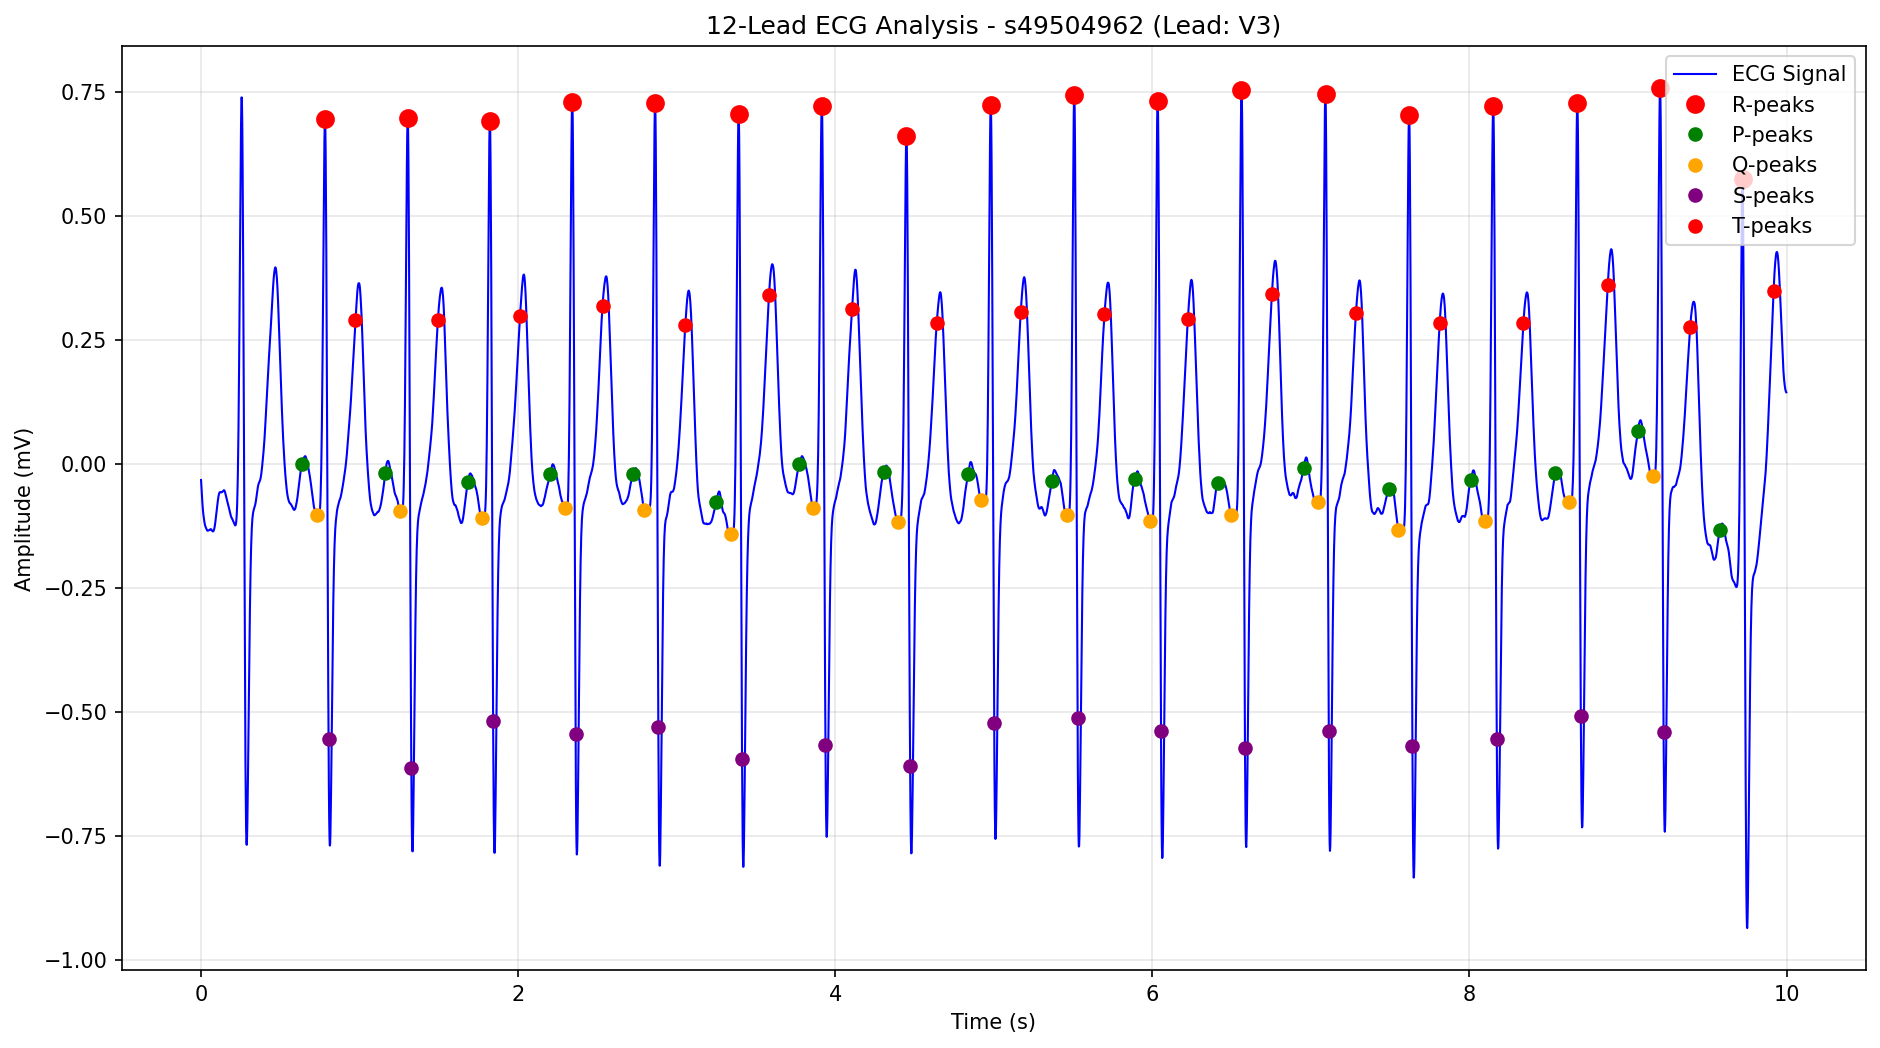 12-Lead ECG Analysis - s49504962 (Lead: V3)
ECG Signal
R-peaks
P-peaks
Q-peaks
S-peaks
T-peaks
Amplitude (mV)
0.75
0.50
0.25
0.00
−0.25
−0.50
−0.75
−1.00
0
2
4
6
8
10
Time (s)